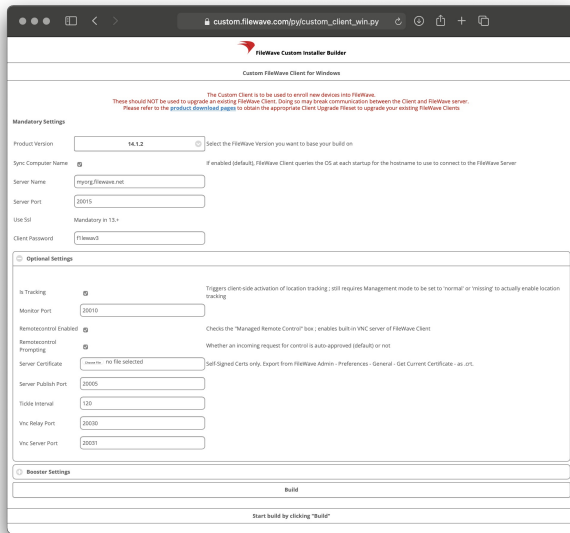 custom.filewave.com/py/custom_client_win.py
FileWave Custom Installer Builder
Custom FileWave Client for Windows
The Custom Client is to be used to enroll new devices into FileWave.
These should NOT be used to upgrade an existing FileWave Client. Doing so may break communication between the Client and FileWave server.
Please refer to the product download pages to obtain the appropriate Client Upgrade Fileset to upgrade your existing FileWave Clients
Mandatory Settings
Product Version 14.1.2 Select the FileWave Version you want to base your build on
Sync Computer Name If enabled (default), FileWave Client queries the OS at each startup for the hostname to use to connect to the FileWave Server
Server Name myorg.filewave.net
Server Port 20015
Use Ssl Mandatory in 13.+
Client Password f1lewav3
Optional Settings
Is Tracking Triggers client-side activation of location tracking ; still requires Management mode to be set to 'normal' or 'missing' to actually enable location
tracking
Monitor Port 20010
Remotecontrol Enabled Checks the "Managed Remote Control" box ; enables built-in VNC server of FileWave Client
Remotecontrol
Prompting Whether an incoming request for control is auto-approved (default) or not
Server Certificate Choose File no file selected Self-Signed Certs only. Export from FileWave Admin - Preferences - General - Get Current Certificate - as .crt.
Server Publish Port 20005
Tickle Interval 120
Vnc Relay Port 20030
Vnc Server Port 20031
Booster Settings
Build
Start build by clicking "Build"